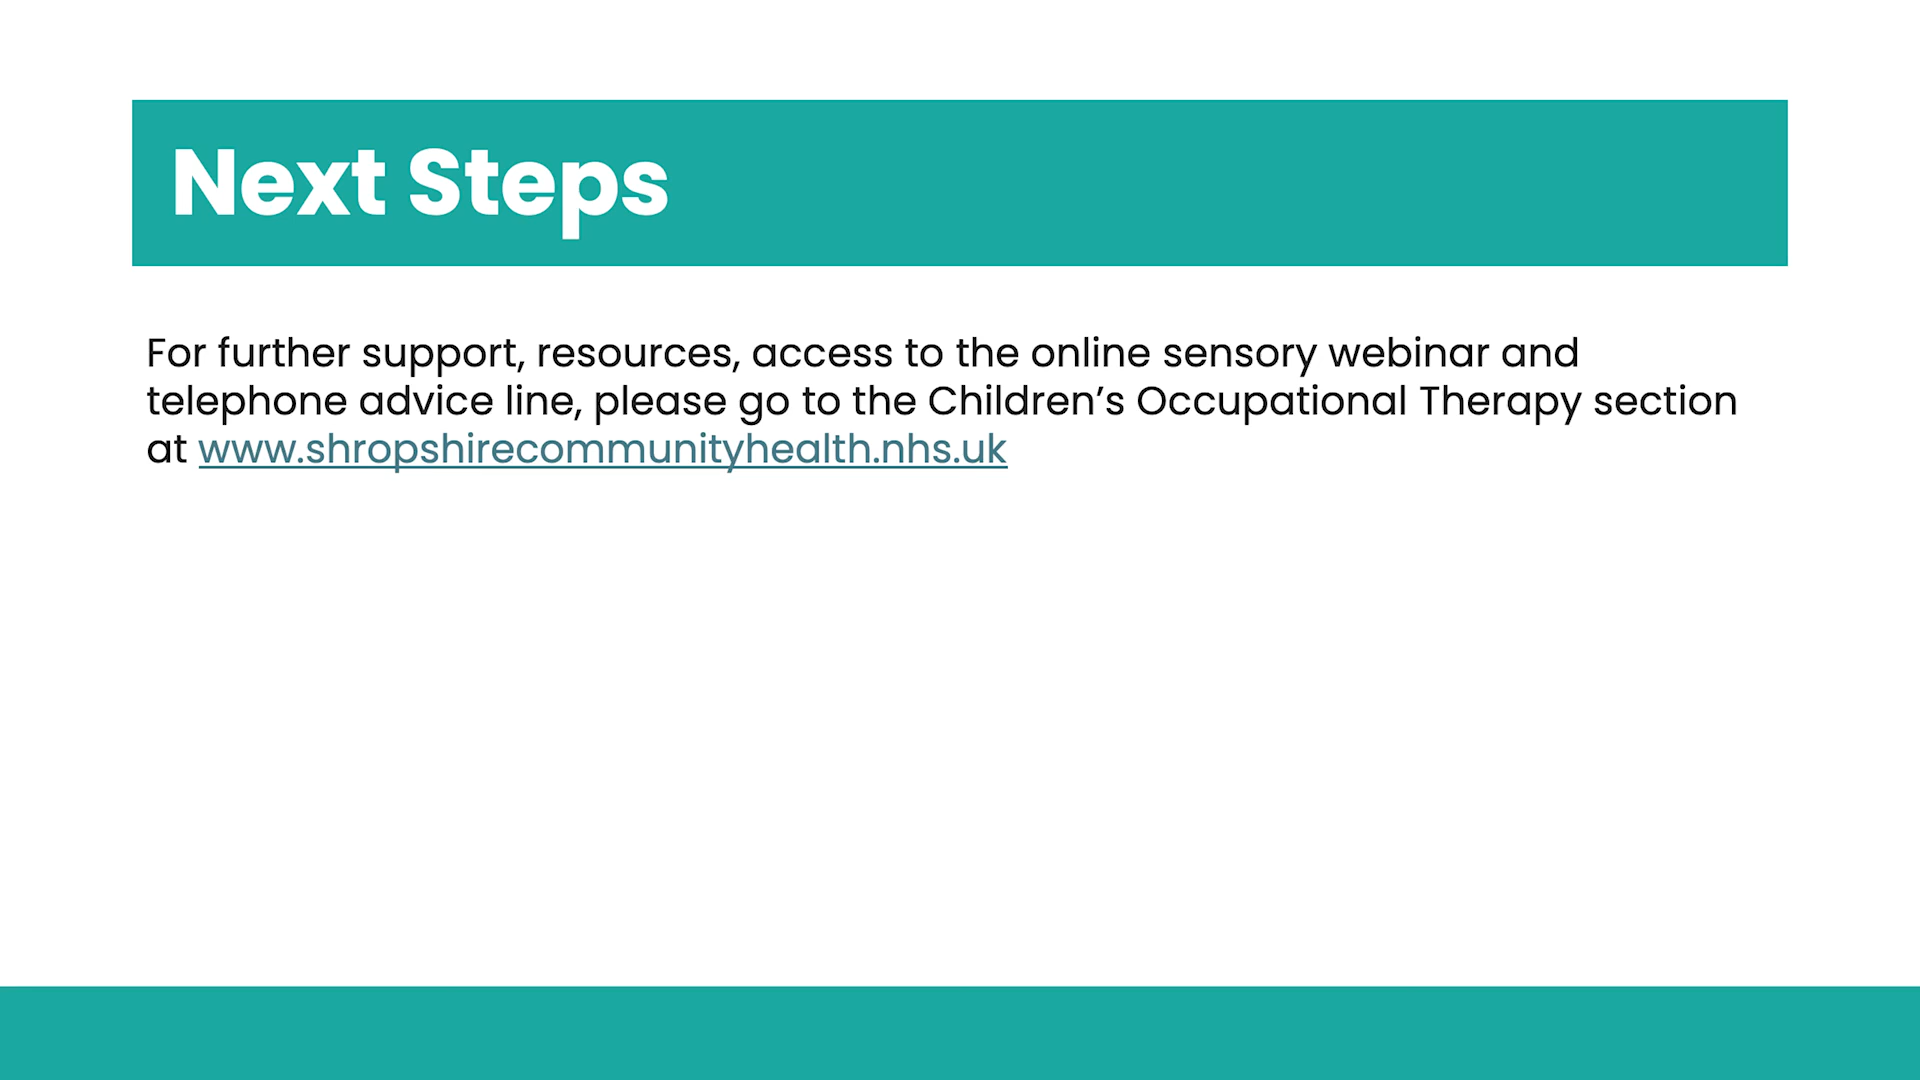 Next Steps
For further support, resources, access to the online sensory webinar and
telephone advice line, please go to the Children’s Occupational Therapy section
at www.shropshirecommunityhealth.nhs.uk